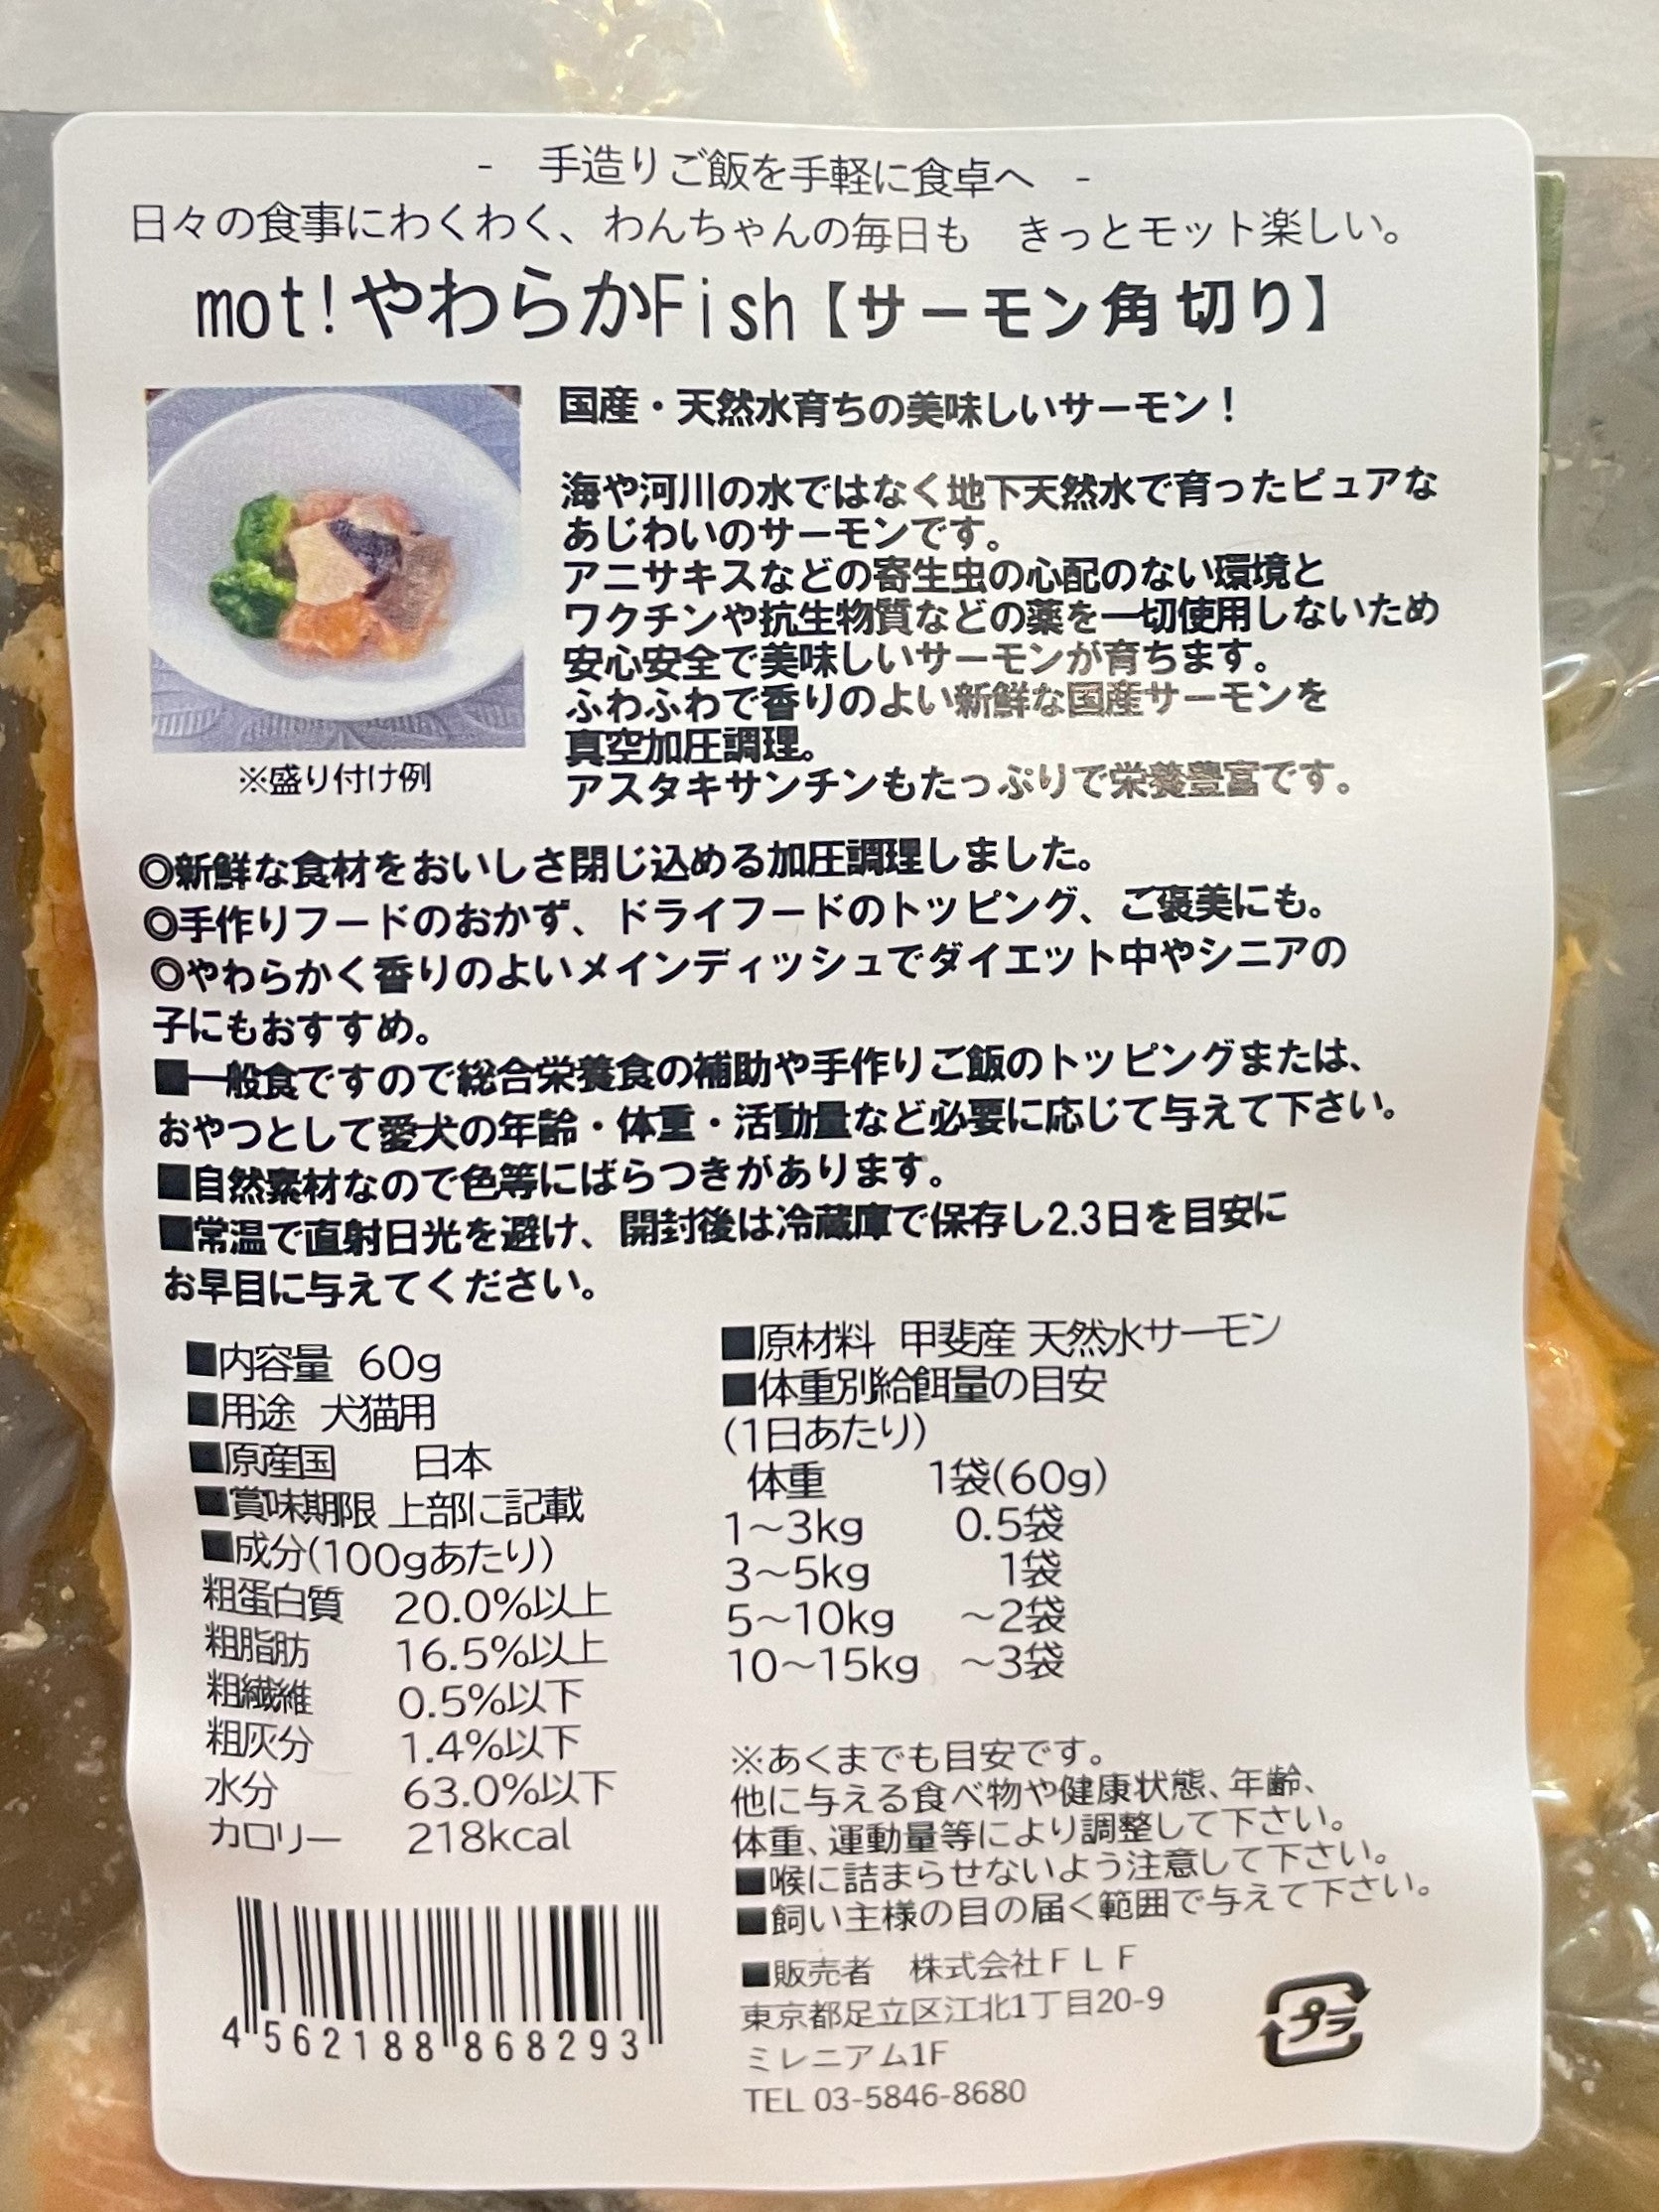 - 手造りご飯を手軽に食卓へ -
日々の食事にわくわく、わんちゃんの毎日も きっとモット楽しい。
mot!やわらかFish【サーモン角切り】
国産・天然水育ちの美味しいサーモン！
海や河川の水ではなく地下天然水で育ったピュアな
あじわいのサーモンです。
アニサキスなどの寄生虫の心配のない環境と
ワクチンや抗生物質などの薬を一切使用しないため
安心安全で美味しいサーモンが育ちます。
ふわふわで香りのよい新鮮な国産サーモンを
真空加圧調理。
アスタキサンチンもたっぷりで栄養豊富です。
※盛り付け例
◎新鮮な食材をおいしさ閉じ込める加圧調理しました。
◎手作りフードのおかず、ドライフードのトッピング、ご褒美にも。
◎やわらかく香りのよいメインディッシュでダイエット中やシニアの
子にもおすすめ。
■一般食ですので総合栄養食の補助や手作りご飯のトッピングまたは、
おやつとして愛犬の年齢・体重・活動量など必要に応じて与えて下さい。
■自然素材なので色等にばらつきがあります。
■常温で直射日光を避け、開封後は冷蔵庫で保存し2.3日を目安に
お早目に与えてください。
■内容量 60g
■用途 犬猫用
■原産国 日本
■賞味期限 上部に記載
■成分(100gあたり)
粗蛋白質 20.0%以上
粗脂肪 16.5%以上
粗繊維 0.5%以下
粗灰分 1.4%以下
水分 63.0%以下
カロリー 218kcal
4562188868293
■原材料 甲斐産 天然水サーモン
■体重別給餌量の目安
(1日あたり)
体重 1袋(60g)
1～3kg 0.5袋
3～5kg 1袋
5～10kg ～2袋
10～15kg ～3袋
※あくまでも目安です。
他に与える食べ物や健康状態、年齢、
体重、運動量等により調整して下さい。
■喉に詰まらせないよう注意して下さい。
■飼い主様の目の届く範囲で与えて下さい。
■販売者 株式会社ＦＬＦ
東京都足立区江北1丁目20-9
ミレニアム1F
TEL 03-5846-8680
プラ